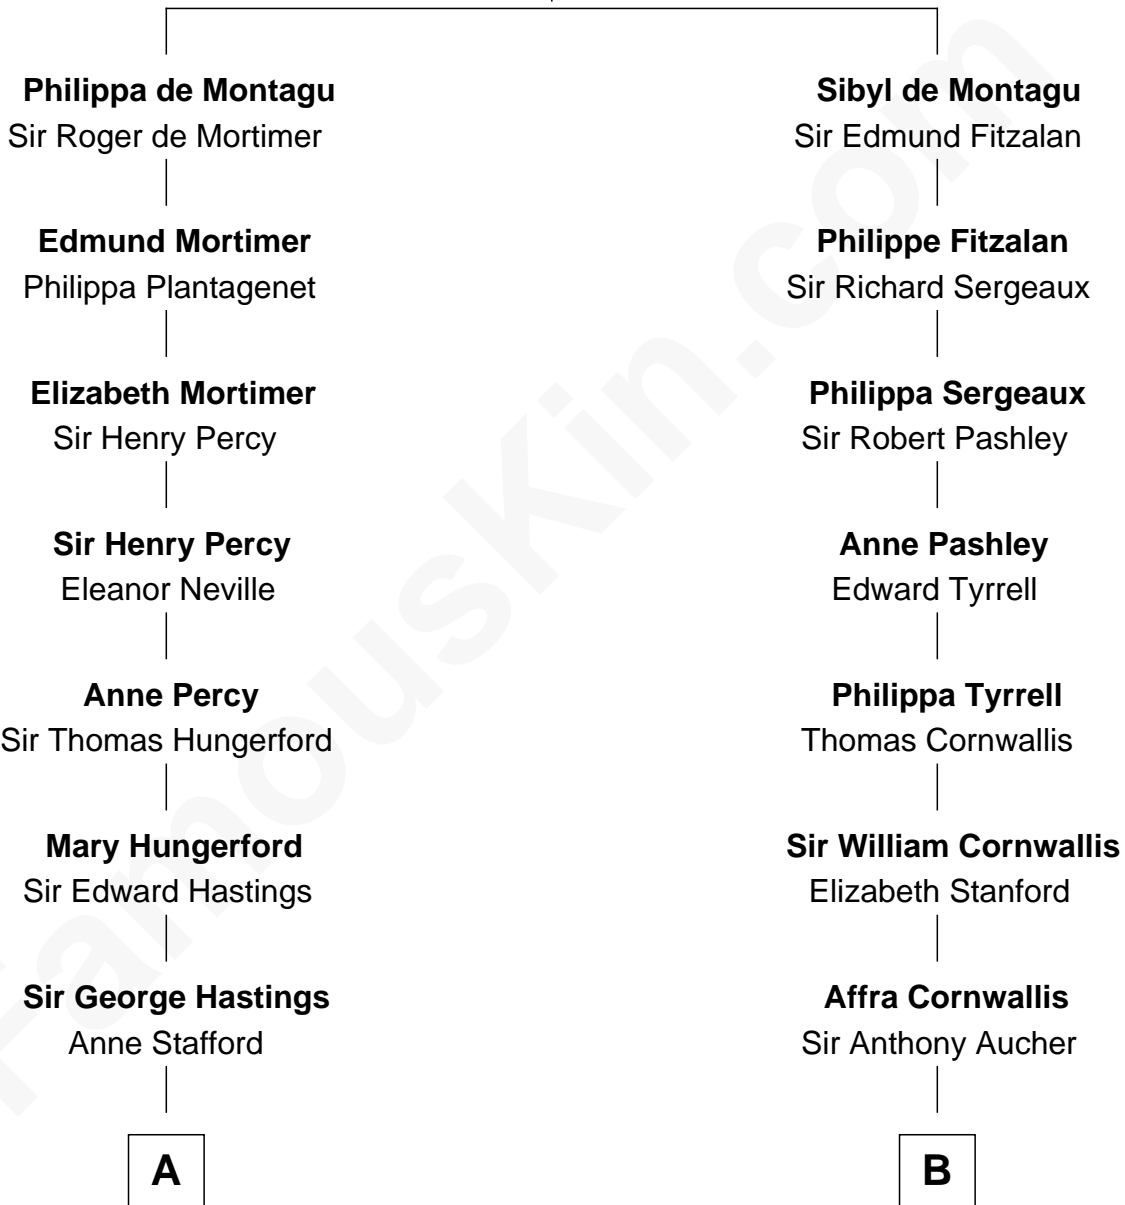 Philippa de Montagu
Sir Roger de Mortimer
Sibyl de Montagu
Sir Edmund Fitzalan
Edmund Mortimer
Philippa Plantagenet
Philippe Fitzalan
Sir Richard Sergeaux
Elizabeth Mortimer
Sir Henry Percy
Philippa Sergeaux
Sir Robert Pashley
Sir Henry Percy
Eleanor Neville
Anne Pashley
Edward Tyrrell
Anne Percy
Sir Thomas Hungerford
Philippa Tyrrell
Thomas Cornwallis
Mary Hungerford
Sir Edward Hastings
Sir William Cornwallis
Elizabeth Stanford
Sir George Hastings
Anne Stafford
Affra Cornwallis
Sir Anthony Aucher
A
B
FamousKin.com